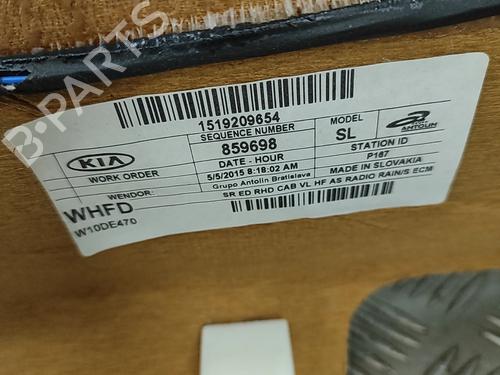 B-PARTS
1519209654
SEQUENCE NUMBER
859698
DATE - HOUR
5/5/2015 8:18:02 AM
Grupo Antolin Bratislava
MODEL
SL
ANTOLIN
STATION ID
P167
MADE IN SLOVAKIA
KIA
WORK ORDER
WENDOR:
SR ED RHD CAB VL HF AS RADIO RAIN/S ECM
WHFD
W10DE470